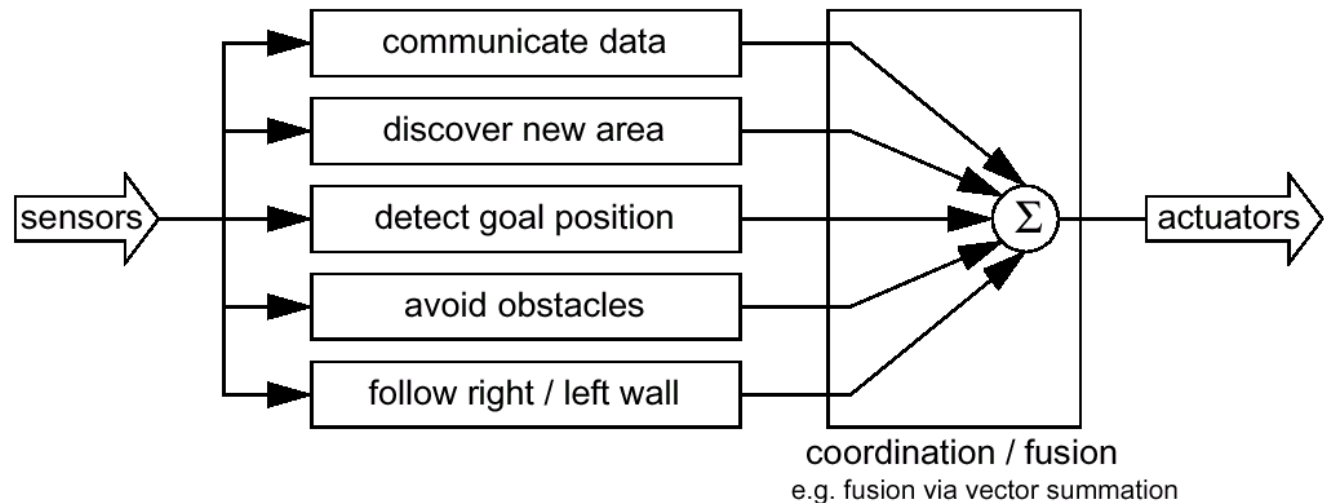 communicate data
discover new area
sensors
detect goal position
Σ
actuators
avoid obstacles
follow right / left wall
coordination / fusion
e.g. fusion via vector summation